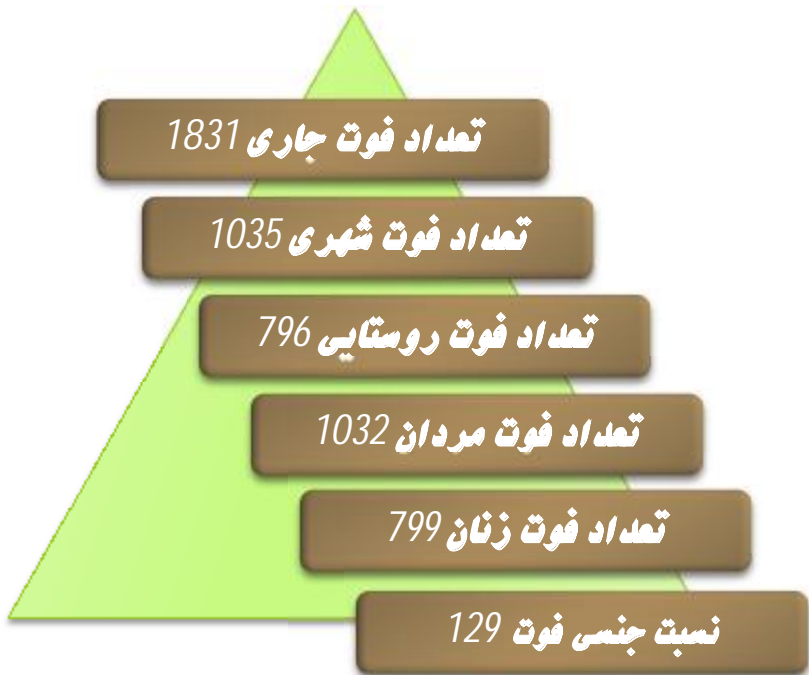 تعداد فوت جاری 1831
تعداد فوت شهری 1035
تعداد فوت روستایی 796
تعداد فوت مردان 1032
تعداد فوت زنان 799
نسبت جنسی فوت 129